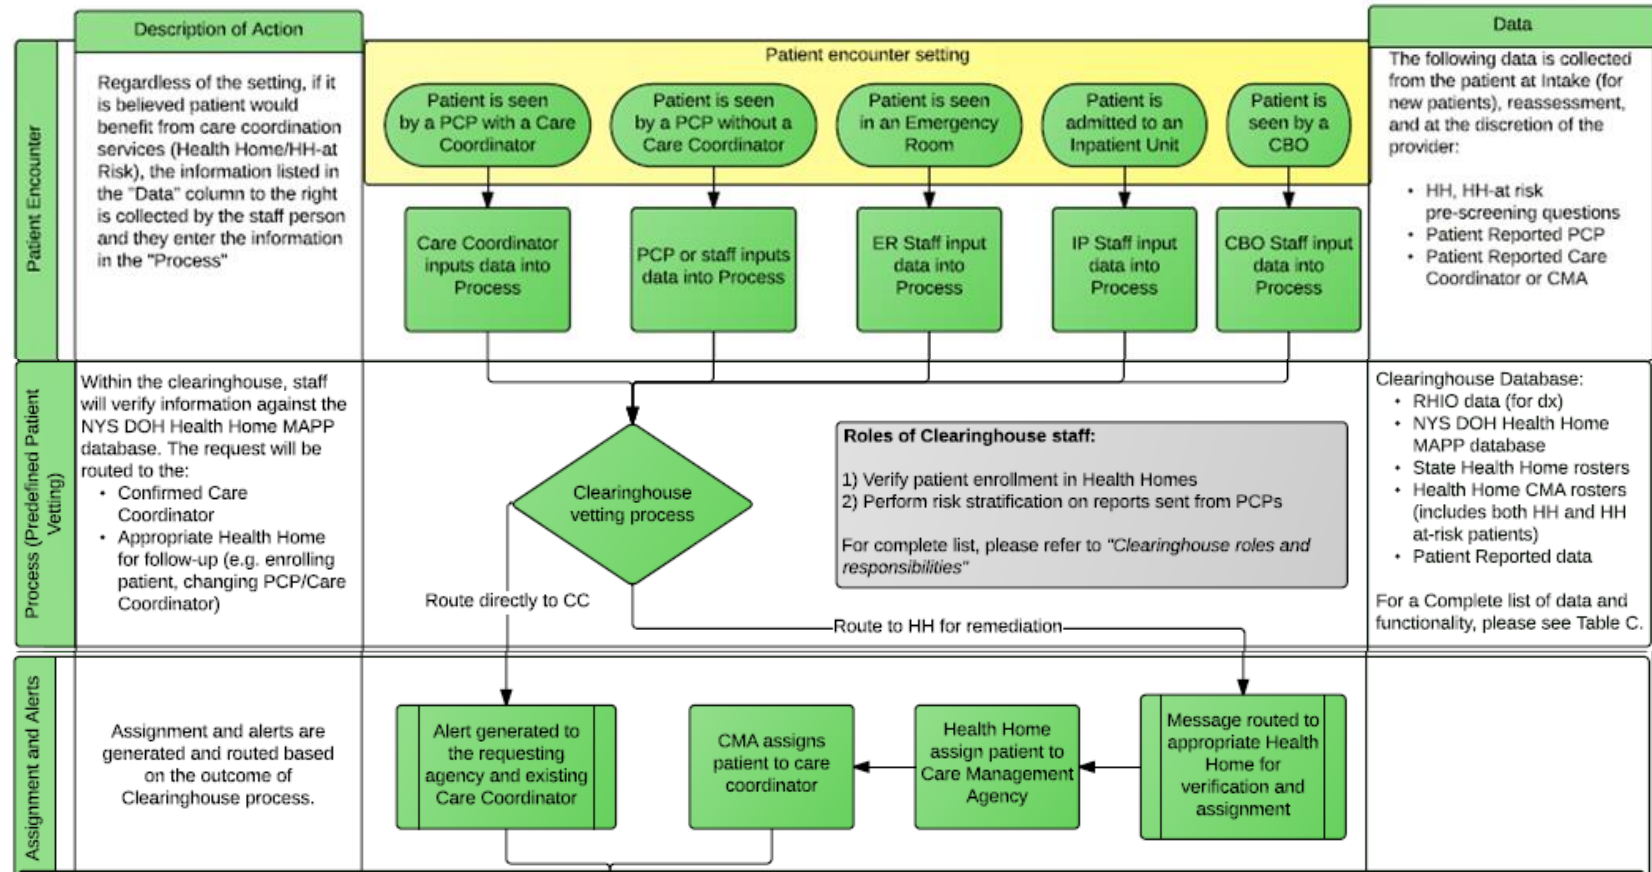 Description of Action
Data
Patient Encounter
Regardless of the setting, if it
is believed patient would
benefit from care coordination
services (Health Home/HH-at
Risk), the information listed in
the "Data" column to the right
is collected by the staff person
and they enter the information
in the "Process"
Patient encounter setting
Patient is seen
by a PCP with a Care
Coordinator
Patient is seen
by a PCP without a
Care Coordinator
Patient is seen
in an Emergency
Room
Patient is
admitted to an
Inpatient Unit
Patient is
seen by a
CBO
Care Coordinator
inputs data into
Process
PCP or staff inputs
data into Process
ER Staff input
data into
Process
IP Staff input
data into
Process
CBO Staff input
data into
Process
The following data is collected
from the patient at Intake (for
new patients), reassessment,
and at the discretion of the
provider:
• HH, HH-at risk
pre-screening questions
• Patient Reported PCP
• Patient Reported Care
Coordinator or CMA
Process (Predefined Patient
Vetting)
Within the clearinghouse, staff
will verify information against the
NYS DOH Health Home MAPP
database. The request will be
routed to the:
• Confirmed Care
Coordinator
• Appropriate Health Home
for follow-up (e.g. enrolling
patient, changing PCP/Care
Coordinator)
Clearinghouse
vetting process
Roles of Clearinghouse staff:
1) Verify patient enrollment in Health Homes
2) Perform risk stratification on reports sent from PCPs
For complete list, please refer to "Clearinghouse roles and
responsibilities"
Route directly to CC
Route to HH for remediation
Clearinghouse Database:
• RHIO data (for dx)
• NYS DOH Health Home
MAPP database
• State Health Home rosters
• Health Home CMA rosters
(includes both HH and HH
at-risk patients)
• Patient Reported data
For a Complete list of data and
functionality, please see Table C.
Assignment and Alerts
Assignment and alerts are
generated and routed based
on the outcome of
Clearinghouse process.
Alert generated to
the requesting
agency and existing
Care Coordinator
CMA assigns
patient to care
coordinator
Health Home
assign patient to
Care Management
Agency
Message routed to
appropriate Health
Home for
verification and
assignment